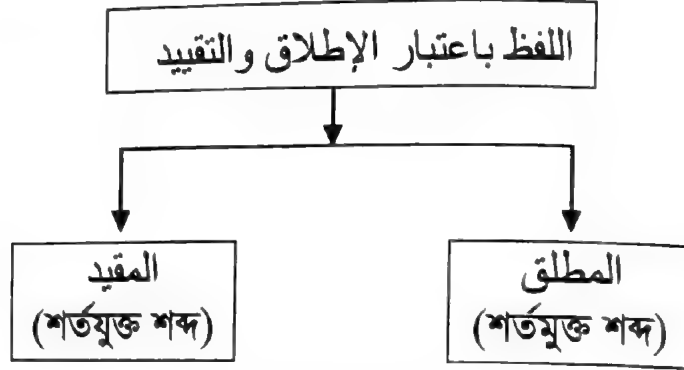 اللفظ باعتبار الإطلاق والتقييد
المطلق
(শর্তমুক্ত শব্দ)
المقيد
(শর্তযুক্ত শব্দ)